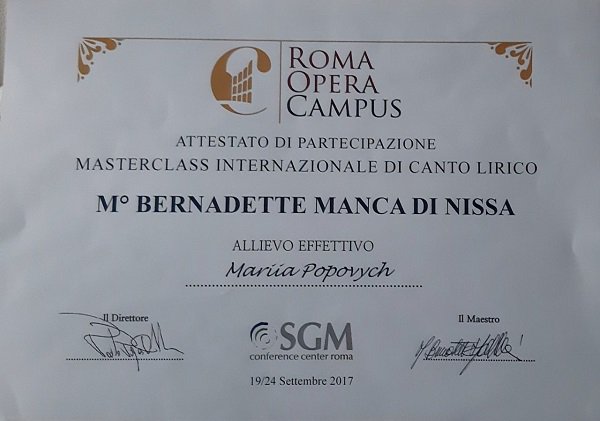 ROMA
OPERA
CAMPUS
ATTESTATO DI PARTECIPAZIONE
MASTERCLASS INTERNAZIONALE DI CANTO LIRICO
M° BERNADETTE MANCA DI NISSA
ALLIEVO EFFETTIVO
Mariia Popovych
Il Direttore
Il Maestro
SGM
conference center roma
19/24 Settembre 2017